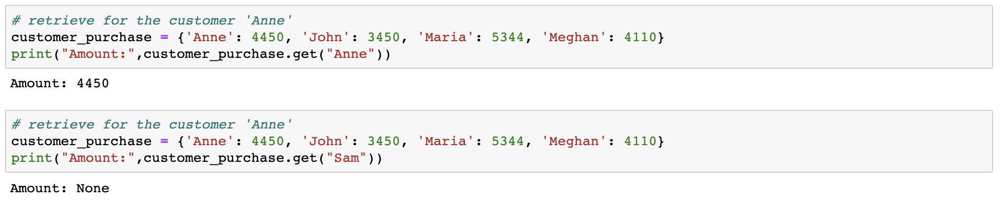 # retrieve for the customer 'Anne'
customer_purchase = {'Anne': 4450, 'John': 3450, 'Maria': 5344, 'Meghan': 4110}
print("Amount:",customer_purchase.get("Anne"))
Amount: 4450
# retrieve for the customer 'Anne'
customer_purchase = {'Anne': 4450, 'John': 3450, 'Maria': 5344, 'Meghan': 4110}
print("Amount:",customer_purchase.get("Sam"))
Amount: None